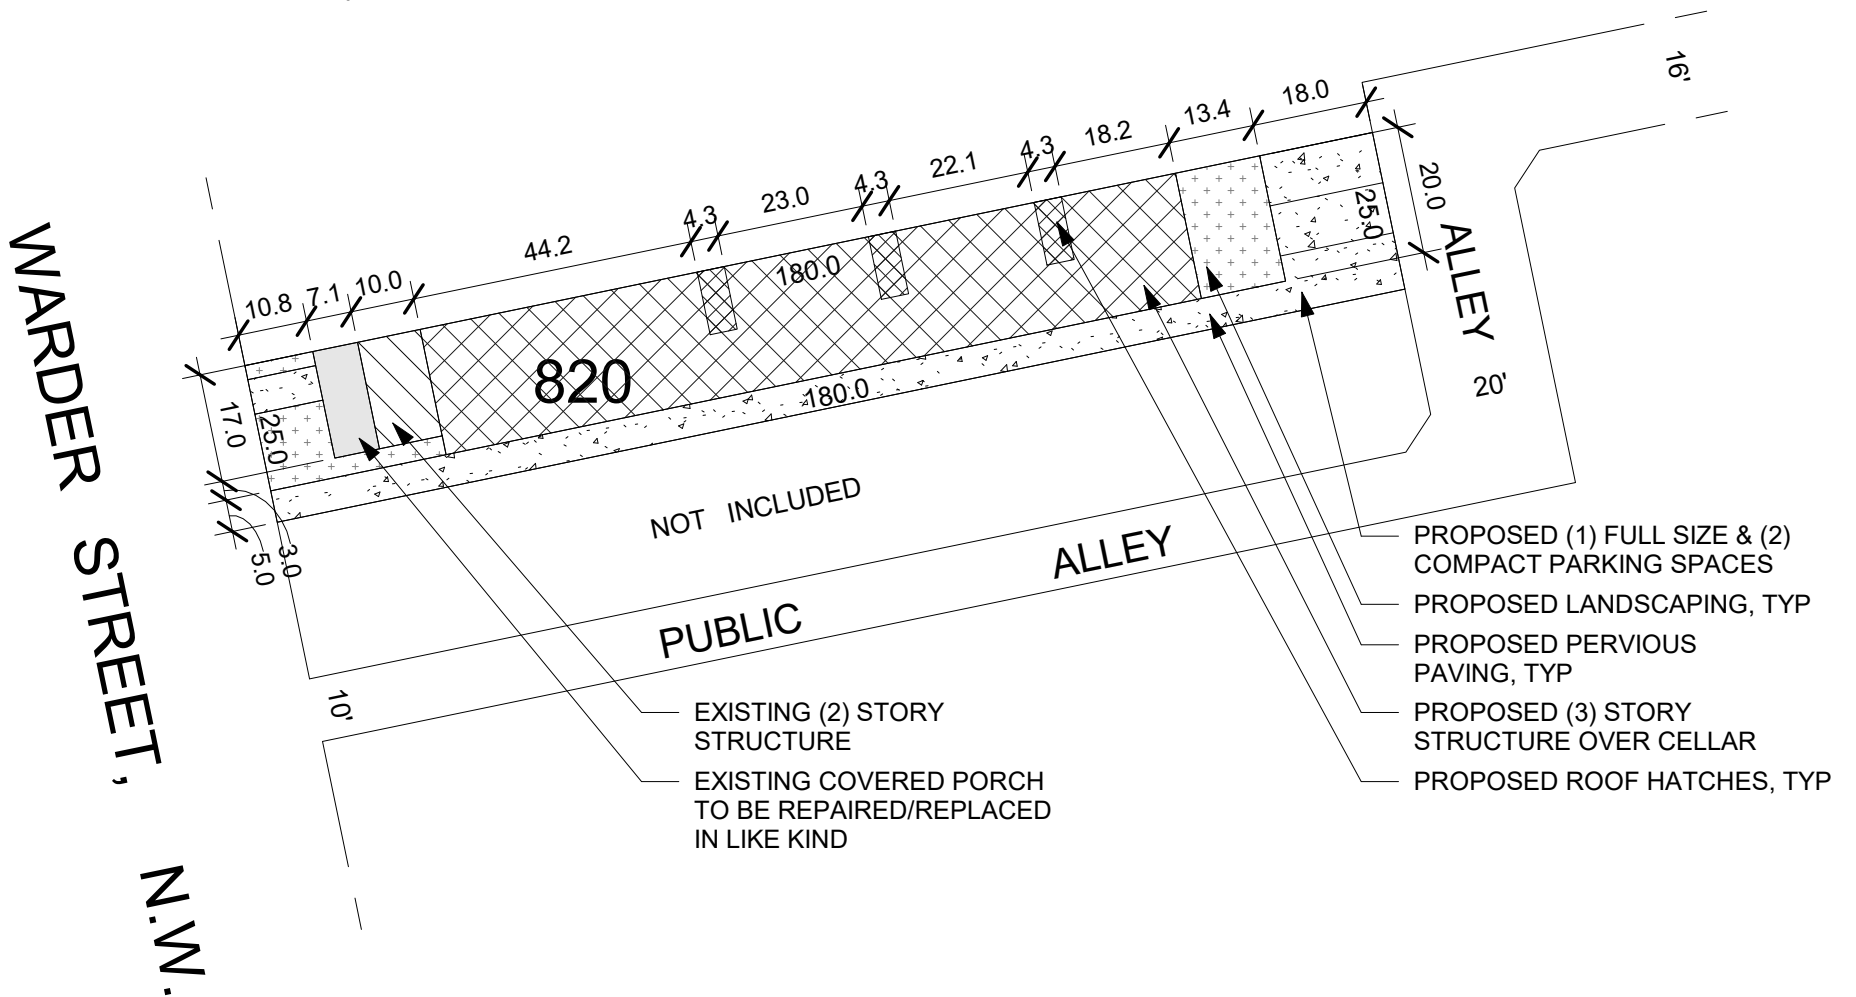 16'
18.0
13.4
18.2
4.3
22.1
4.3
23.0
4.3
44.2
10.0
7.1
10.8
20.0
25.0
ALLEY
20'
180.0
820
180.0
17.0
25.0
3.0
5.0
WARDER STREET, N.W.
NOT INCLUDED
PUBLIC ALLEY
10'
EXISTING (2) STORY
STRUCTURE
EXISTING COVERED PORCH
TO BE REPAIRED/REPLACED
IN LIKE KIND
PROPOSED (1) FULL SIZE & (2)
COMPACT PARKING SPACES
PROPOSED LANDSCAPING, TYP
PROPOSED PERVIOUS
PAVING, TYP
PROPOSED (3) STORY
STRUCTURE OVER CELLAR
PROPOSED ROOF HATCHES, TYP